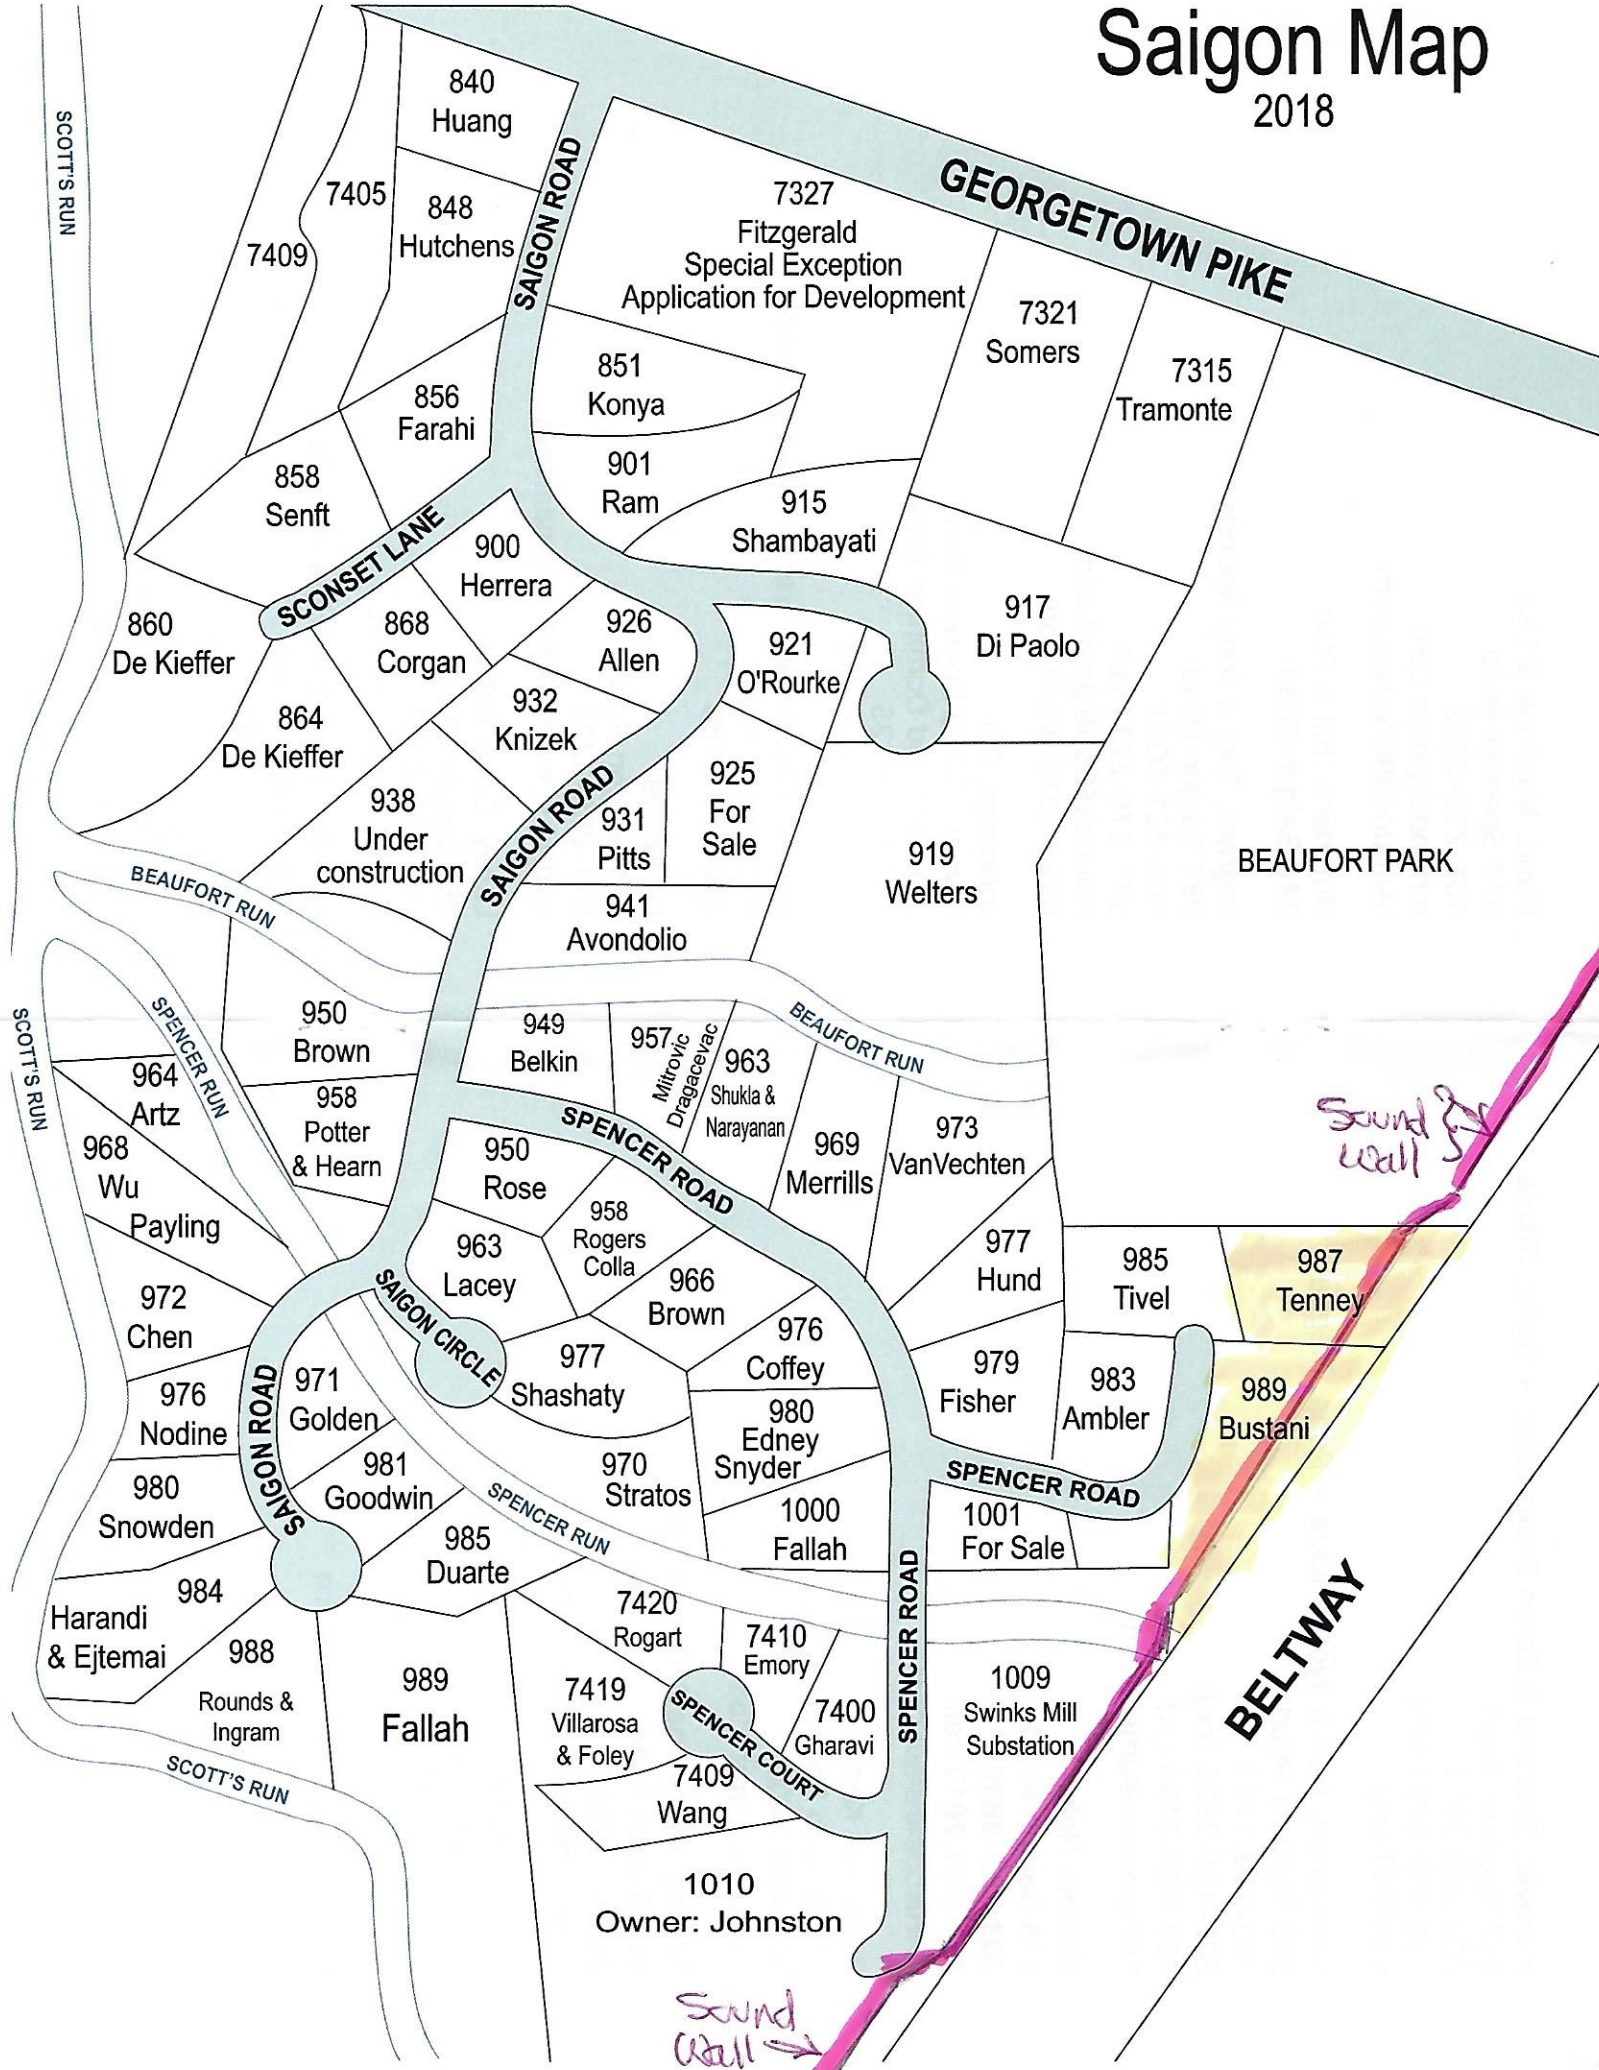 Saigon Map
2018
GEORGETOWN PIKE
SCOTT'S RUN
840
Huang
7405
7409
848
Hutchens
SAIGON ROAD
7327
Fitzgerald
Special Exception
Application for Development
7321
Somers
7315
Tramonte
856
Farahi
851
Konya
858
Senft
901
Ram
915
Shambayati
SCONSET LANE
900
Herrera
860
De Kieffer
868
Corgan
926
Allen
921
O'Rourke
917
Di Paolo
864
De Kieffer
932
Knizek
938
Under
construction
SAIGON ROAD
931
Pitts
925
For
Sale
919
Welters
BEAUFORT PARK
BEAUFORT RUN
941
Avondolio
SCOTT'S RUN
SPENCER RUN
950
Brown
949
Belkin
957
Mitrovic
Dragacevac
963
Shukla &
Narayanan
BEAUFORT RUN
964
Artz
958
Potter
& Hearn
SPENCER ROAD
969
Merrills
973
VanVechten
Sound
Wall
968
Wu
Payling
950
Rose
958
Rogers
Colla
963
Lacey
966
Brown
977
Hund
985
Tivel
987
Tenney
972
Chen
SAIGON CIRCLE
977
Shashaty
976
Coffey
979
Fisher
983
Ambler
989
Bustani
976
Nodine
SAIGON ROAD
971
Golden
980
Edney
Snyder
981
Goodwin
970
Stratos
SPENCER ROAD
980
Snowden
SPENCER RUN
1000
Fallah
1001
For Sale
985
Duarte
984
Harandi
& Ejtemai
7420
Rogart
7410
Emory
SPENCER ROAD
BELTWAY
988
Rounds &
Ingram
989
Fallah
7419
Villarosa
& Foley
SPENCER COURT
7400
Gharavi
1009
Swinks Mill
Substation
SCOTT'S RUN
7409
Wang
1010
Owner: Johnston
Sound
Wall